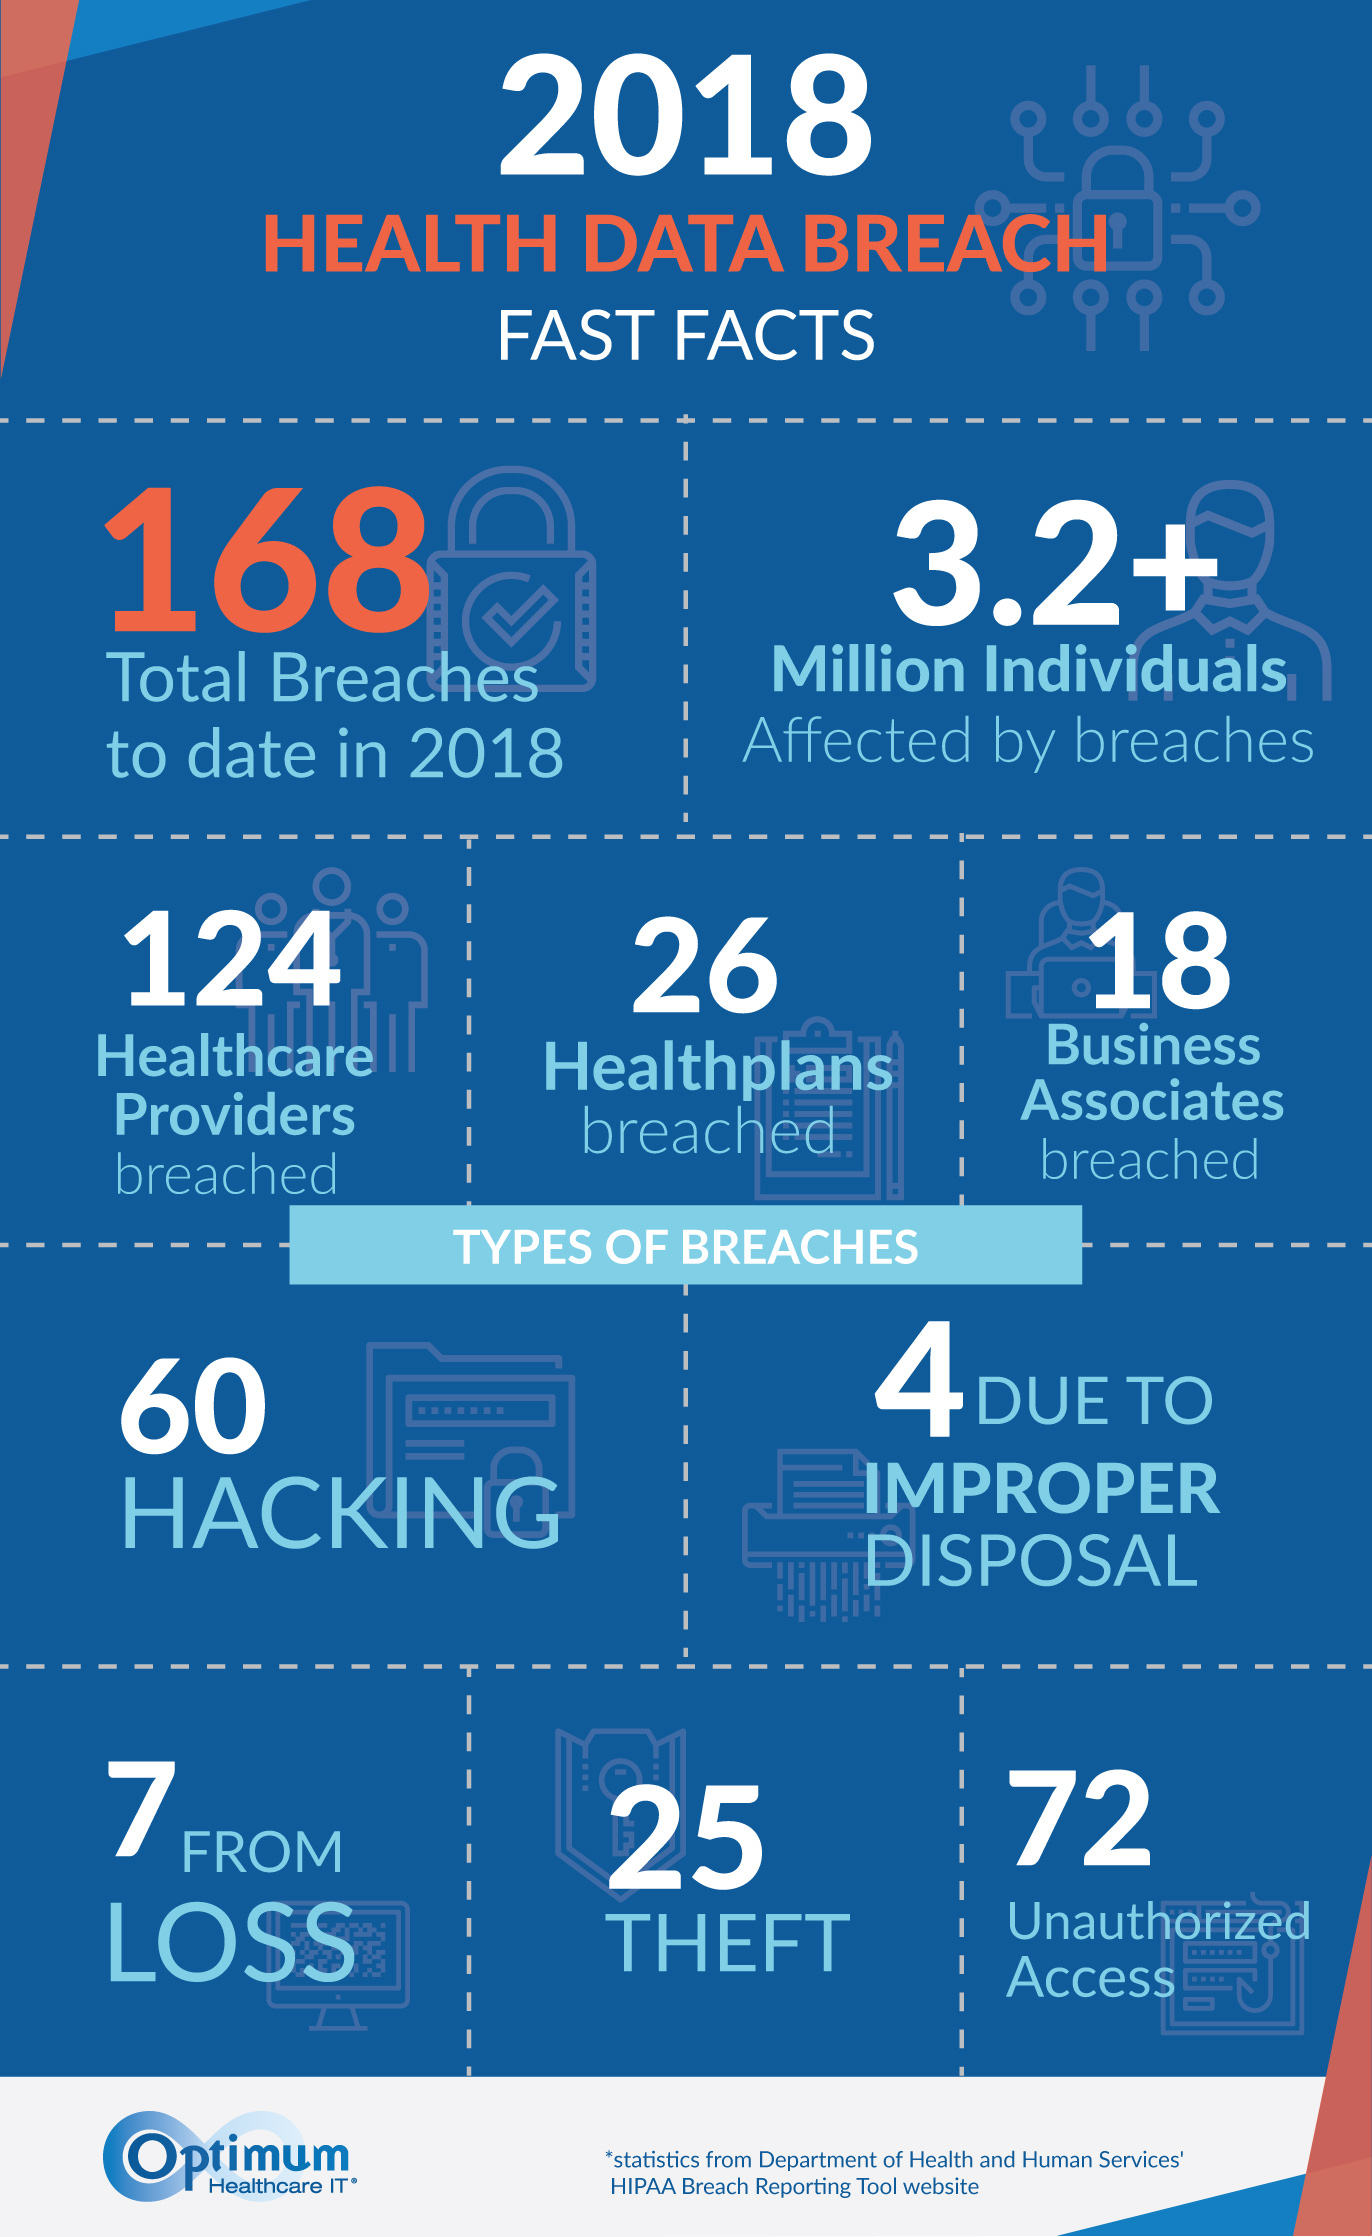 2018
HEALTH DATA BREACH
FAST FACTS
168
Total Breaches
to date in 2018
3.2+
Million Individuals
Affected by breaches
124
Healthcare
Providers
breached
26
Healthplans
breached
18
Business
Associates
breached
TYPES OF BREACHES
60
HACKING
4 DUE TO
IMPROPER
DISPOSAL
7 FROM
LOSS
25
THEFT
72
Unauthorized
Access
Optimum
Healthcare IT®
*statistics from Department of Health and Human Services'
HIPAA Breach Reporting Tool website